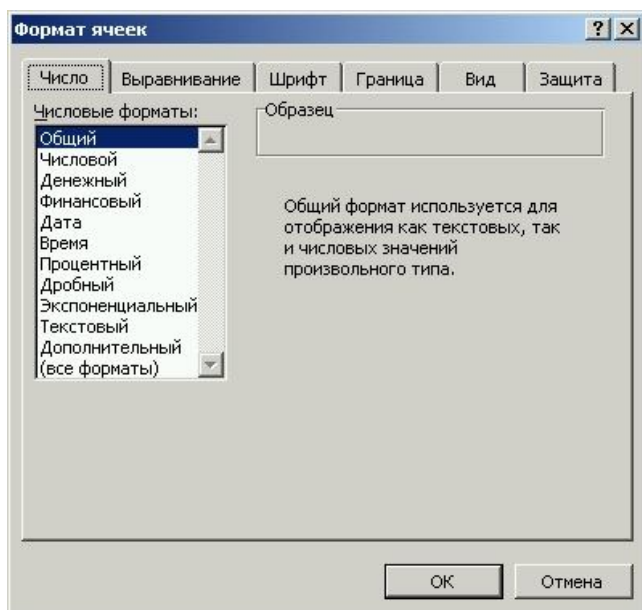 Формат ячеек
Число Выравнивание Шрифт Граница Вид Защита
Числовые форматы:
Образец
Общий
Числовой
Денежный
Финансовый
Дата
Время
Процентный
Дробный
Экспоненциальный
Текстовый
Дополнительный
(все форматы)
Общий формат используется для
отображения как текстовых, так
и числовых значений
произвольного типа.
OK Отмена